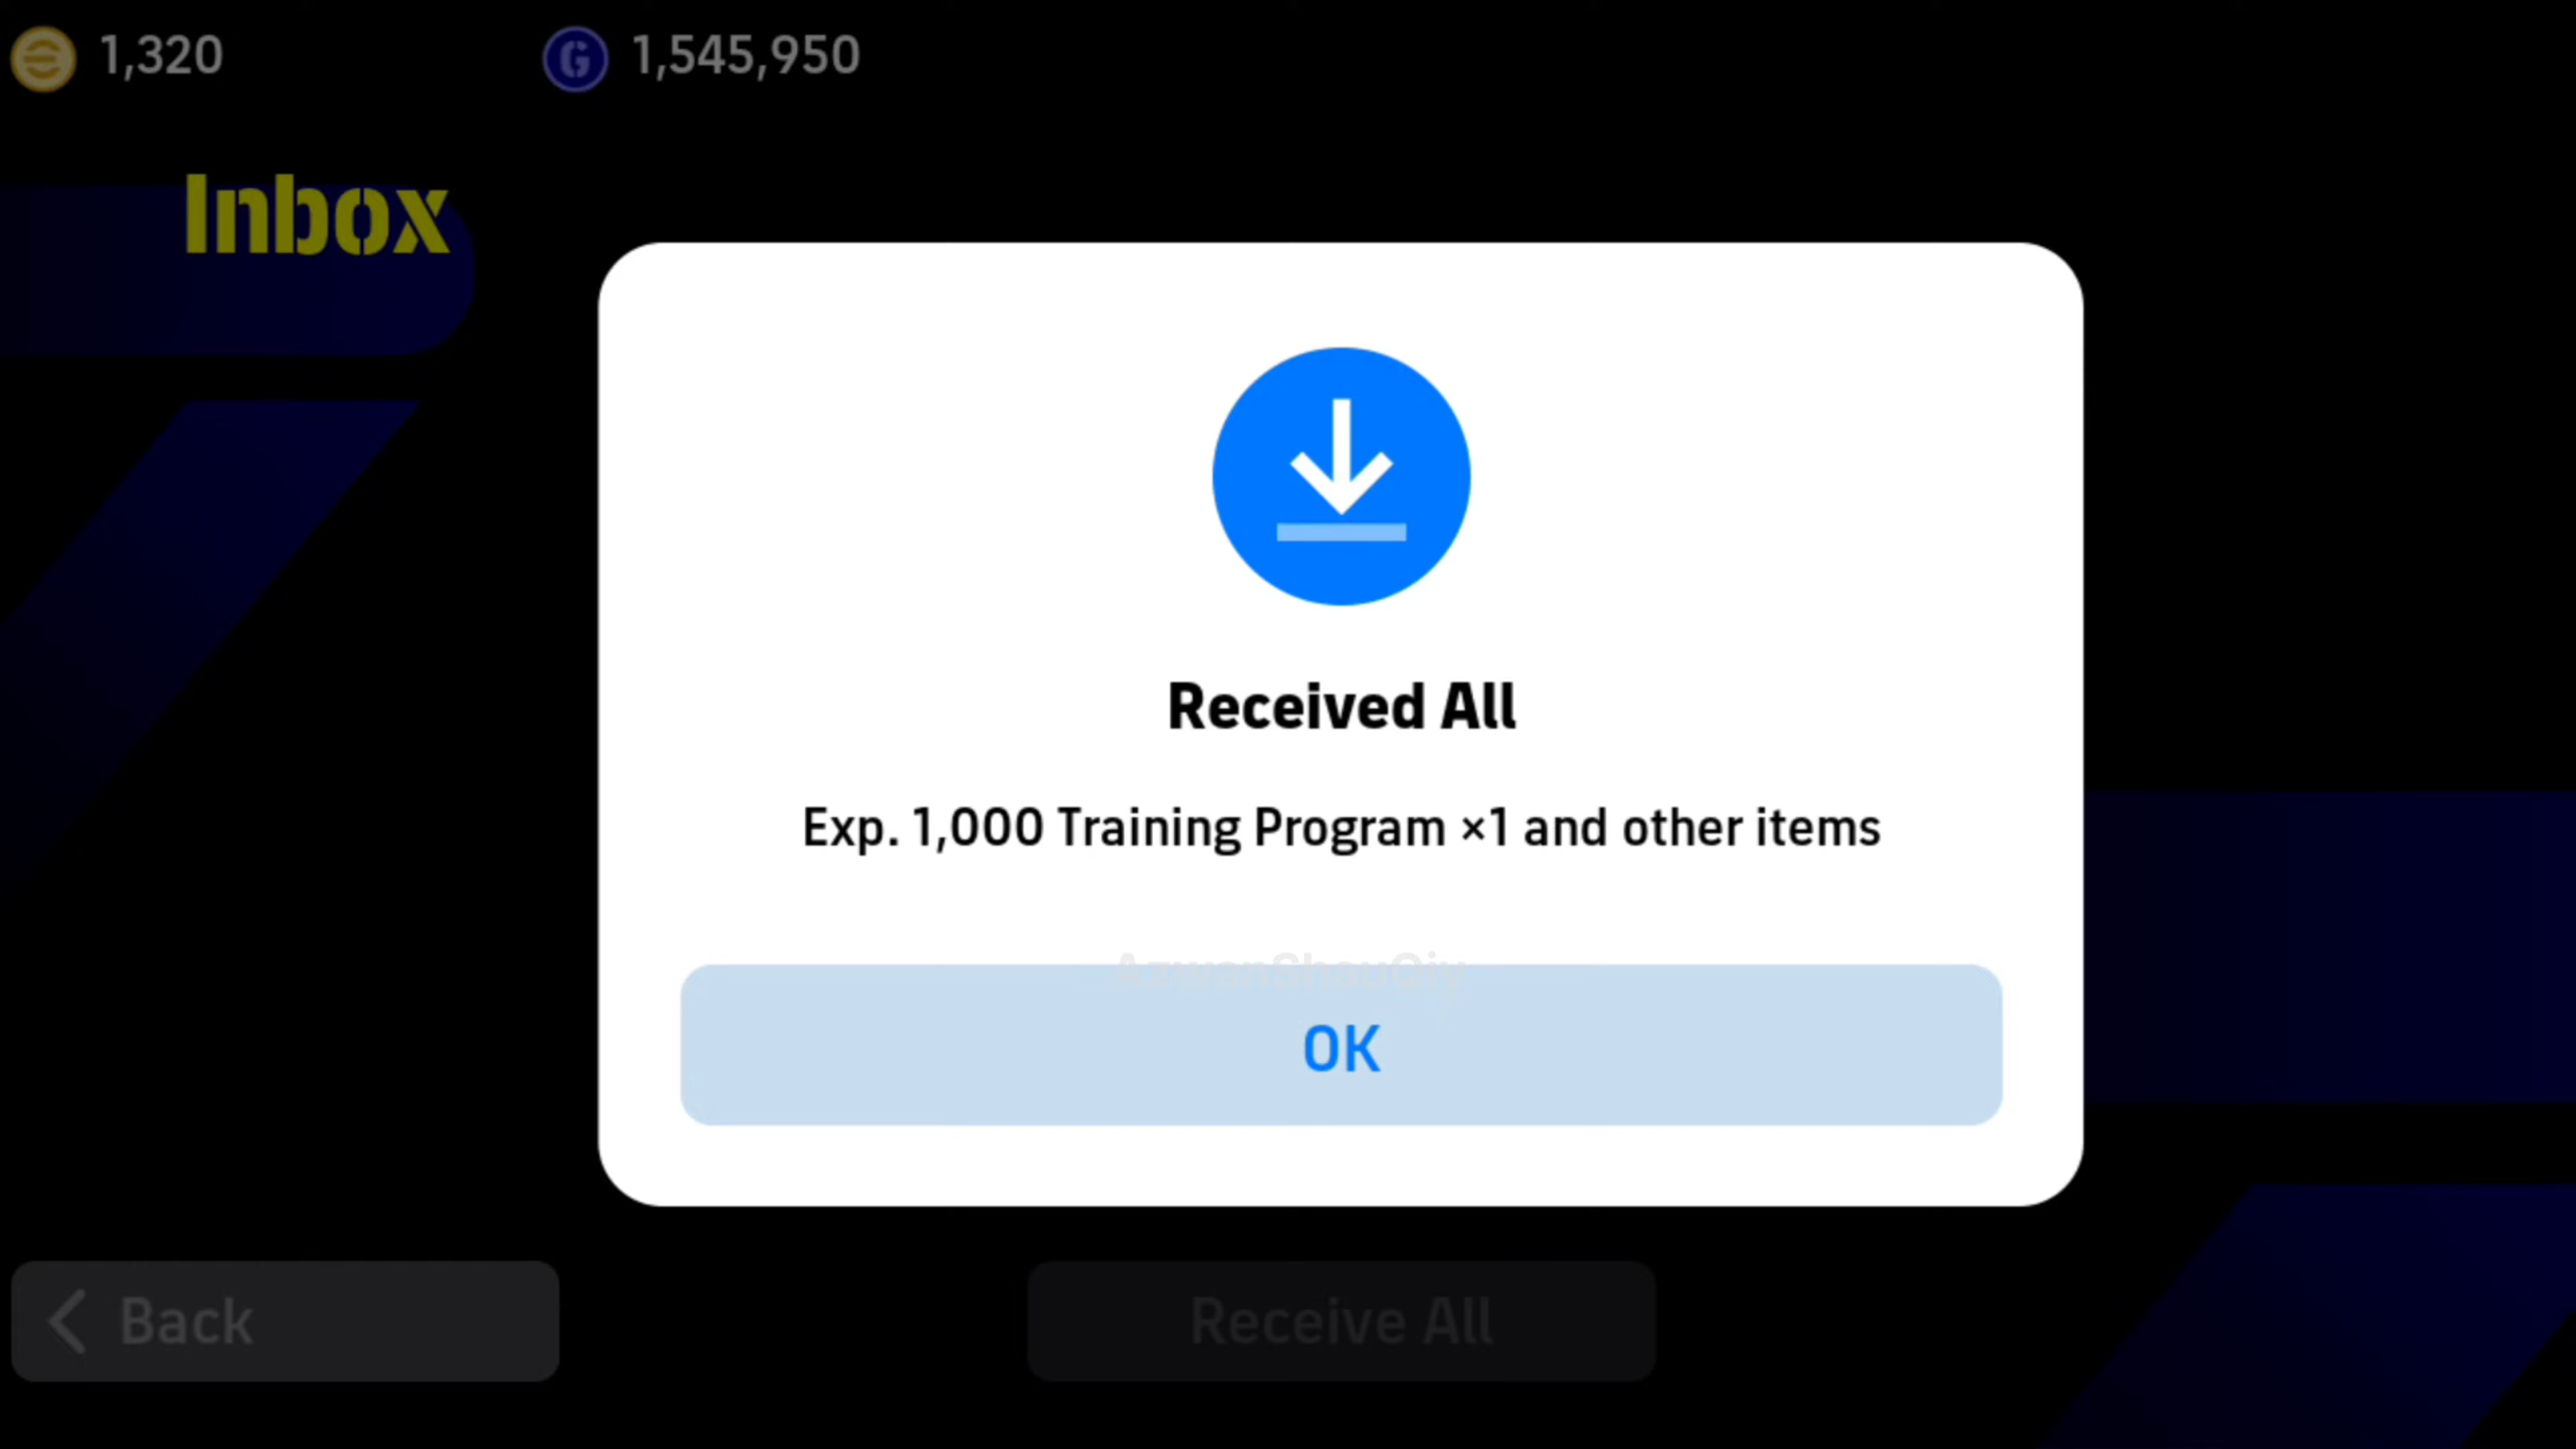 1,320
G 1,545,950
Inbox
Received All
Exp. 1,000 Training Program ×1 and other items
AzwanShauQiy
OK
Back
Receive All